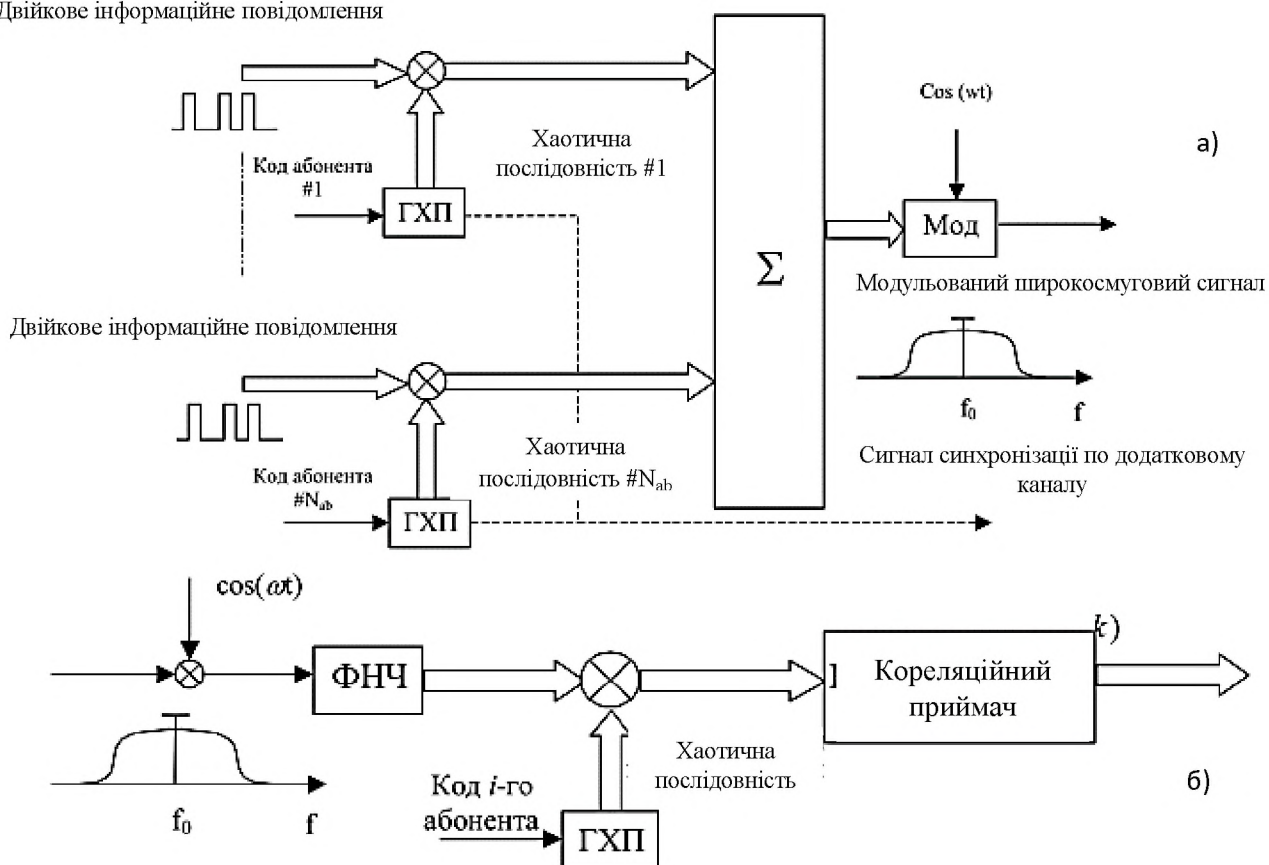 Двійкове інформаційне повідомлення
Cos (wt)
а)
Хаотична
послідовність #1
Код абонента
#1
ГХП
Σ
Мод
Модульований широкосмуговий сигнал
Двійкове інформаційне повідомлення
f₀
f
Хаотична
послідовність #Nab
Сигнал синхронізації по додатковому
каналу
Код абонента
#Nab
ГХП
cos(ωt)
k)
ФНЧ
]
Кореляційний
приймач
Хаотична
послідовність
б)
f₀
f
Код i-го
абонента
ГХП